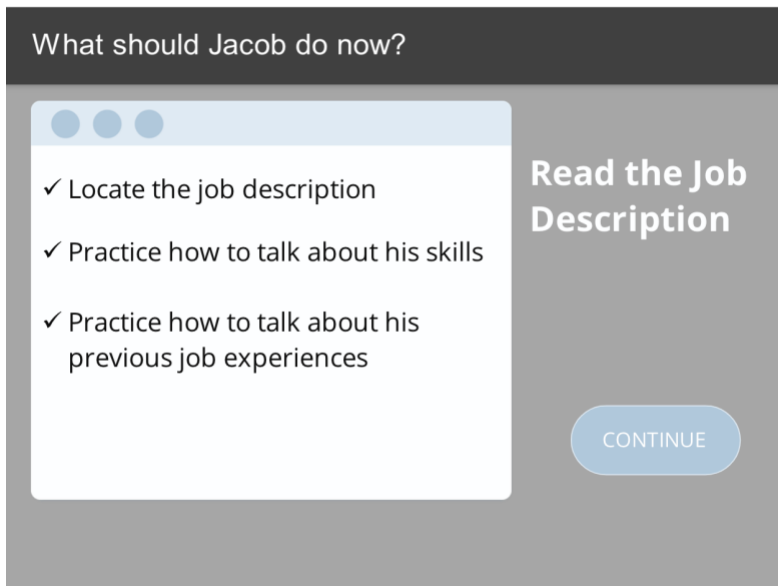 What should Jacob do now?
✓ Locate the job description
✓ Practice how to talk about his skills
✓ Practice how to talk about his
previous job experiences
Read the Job
Description
CONTINUE